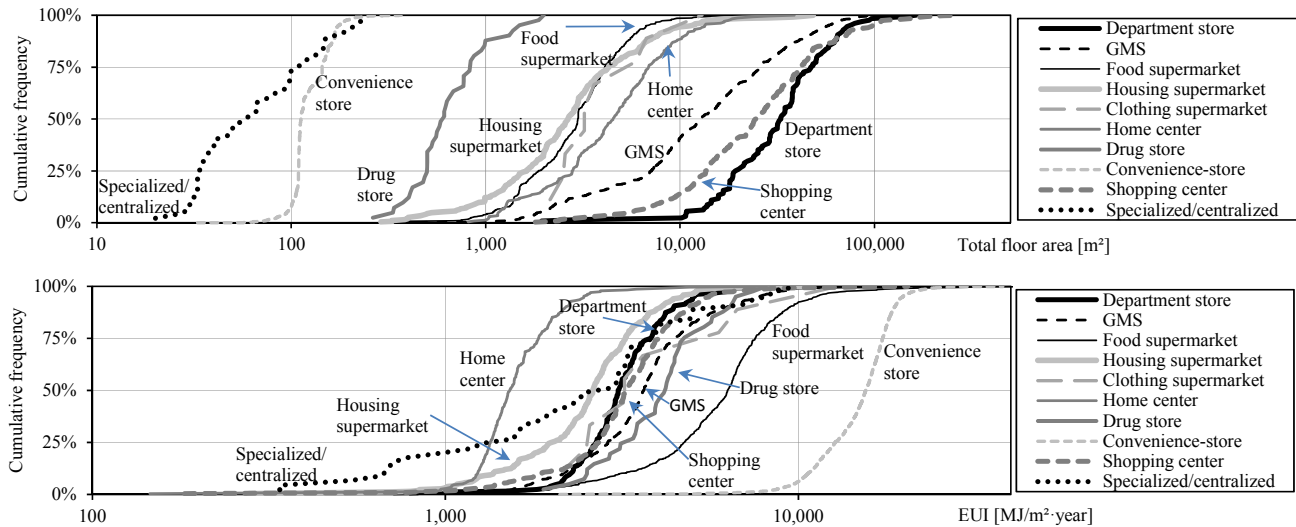 Cumulative frequency
100%
75%
50%
25%
0%
Food
supermarket
Convenience
store
Home
center
Housing
supermarket
Department
store
GMS
Drug
store
Specialized/
centralized
Shopping
center
10
100
1,000
10,000
100,000
Total floor area [m²]
Department store
GMS
Food supermarket
Housing supermarket
Clothing supermarket
Home center
Drug store
Convenience-store
Shopping center
Specialized/centralized
Cumulative frequency
100%
75%
50%
25%
0%
Department
store
Food
supermarket
Convenience
store
Home
center
Drug store
Housing
supermarket
GMS
Specialized/
centralized
Shopping
center
100
1,000
10,000
EUI [MJ/m²·year]
Department store
GMS
Food supermarket
Housing supermarket
Clothing supermarket
Home center
Drug store
Convenience-store
Shopping center
Specialized/centralized